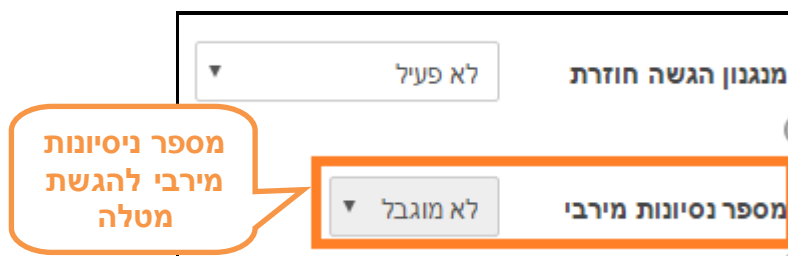 מנגנון הגשה חוזרת
לא פעיל
מספר נסיונות מירבי
לא מוגבל
מספר ניסיונות
מירבי להגשת
מטלה